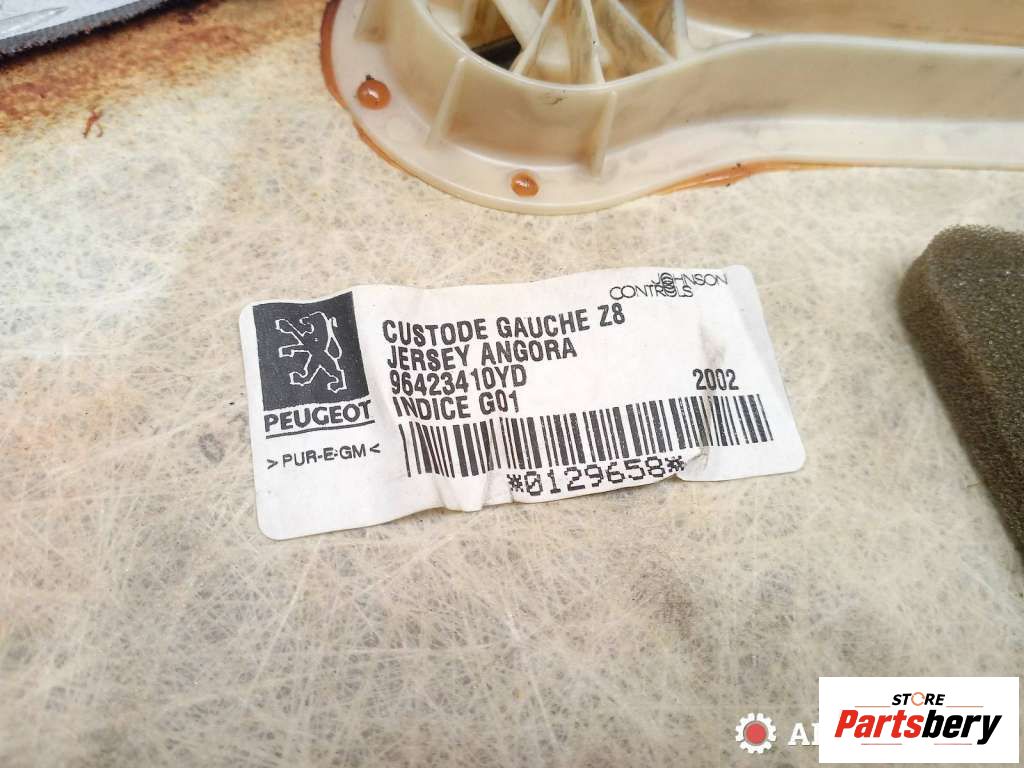 JOHNSON
CONTROLS
CUSTODE GAUCHE Z8
JERSEY ANGORA
96423410YD
2002
INDICE G01
PEUGEOT
>PUR-E-GM<
*0129658*
STORE
Partsbery